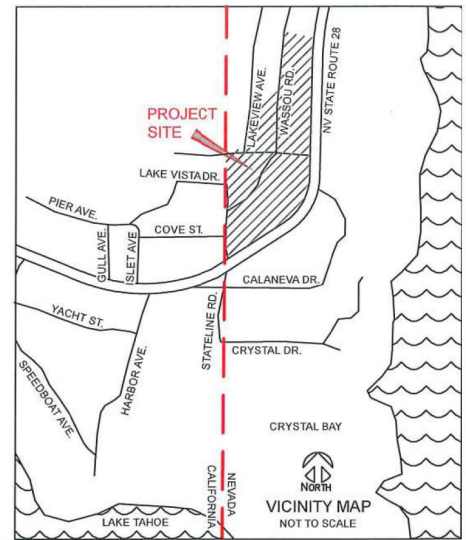 LAKEVIEW AVE.
WASSOU RD.
NV STATE ROUTE 28
PROJECT
SITE
LAKE VISTA DR.
PIER AVE.
GULL AVE.
ISLET AVE
COVE ST.
CALANEVA DR.
STATELINE RD.
YACHT ST.
HARBOR AVE.
CRYSTAL DR.
SPEEDBOAT AVE.
CRYSTAL BAY
NORTH
NEVADA
CALIFORNIA
VICINITY MAP
NOT TO SCALE
LAKE TAHOE